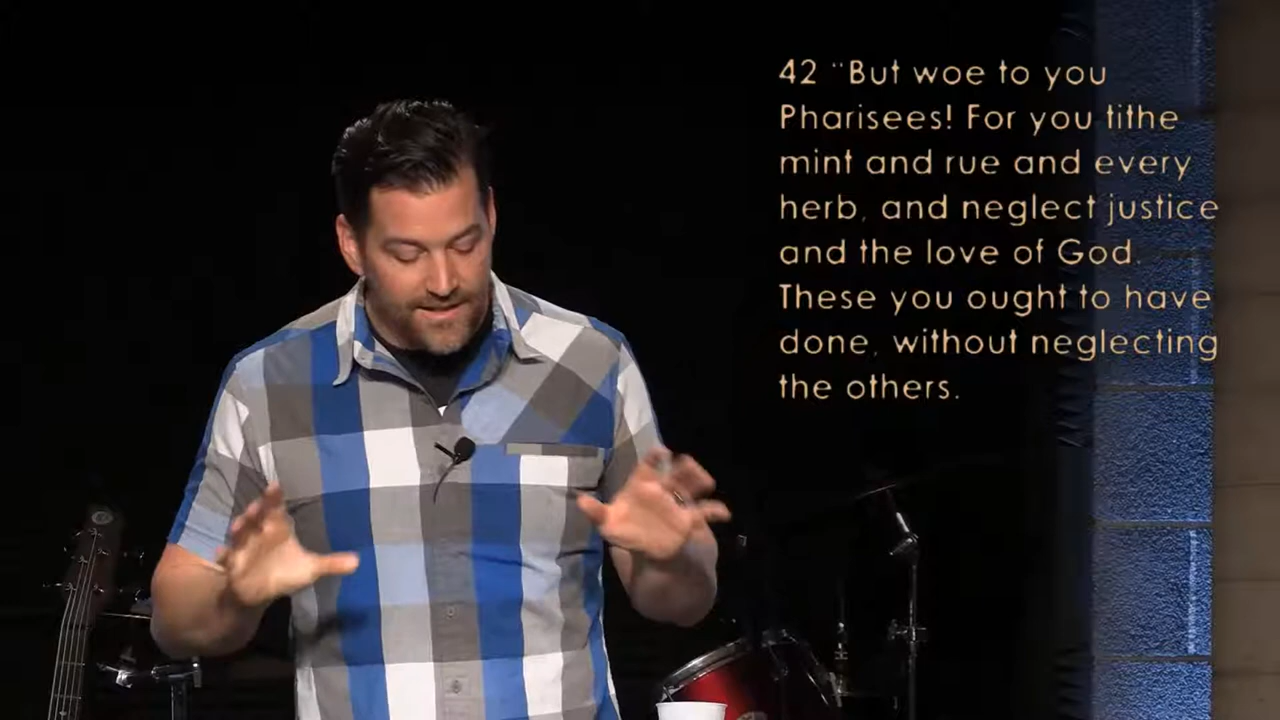 42 "But woe to you
Pharisees! For you tithe
mint and rue and every
herb, and neglect justice
and the love of God.
These you ought to have
done, without neglecting
the others.